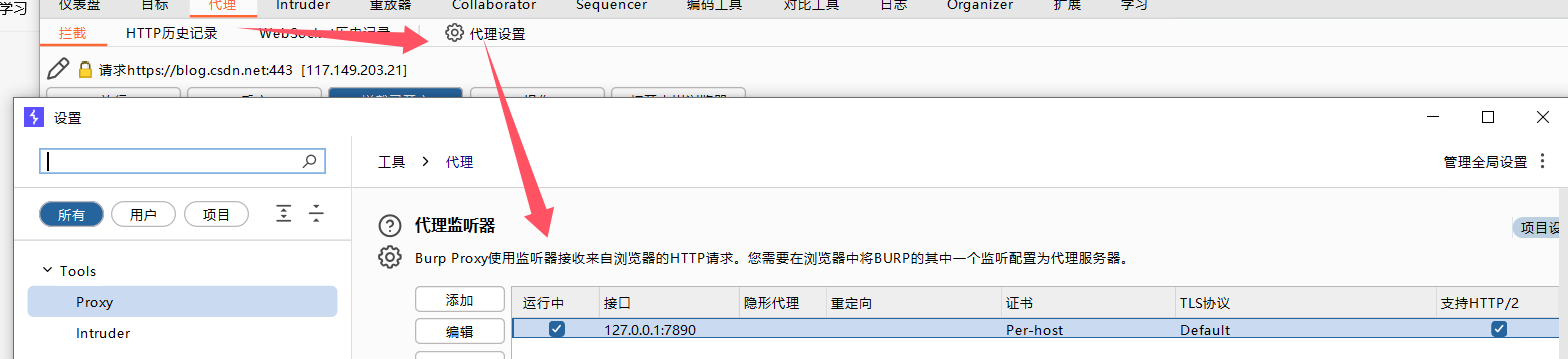 学习
仪表盘 目标 代理 Intruder 重放器 Collaborator Sequencer 编码工具 对比工具 日志 Organizer 扩展 学习
拦截 HTTP历史记录 WebSocket历史记录 代理设置
请求https://blog.csdn.net:443 [117.149.203.21]
设置
工具 > 代理 管理全局设置
所有 用户 项目
代理监听器 项目设
Burp Proxy使用监听器接收来自浏览器的HTTP请求。您需要在浏览器中将BURP的其中一个监听配置为代理服务器。
Tools
Proxy
Intruder
添加
编辑
运行中 接口 隐形代理 重定向 证书 TLS协议 支持HTTP/2
127.0.0.1:7890 Per-host Default